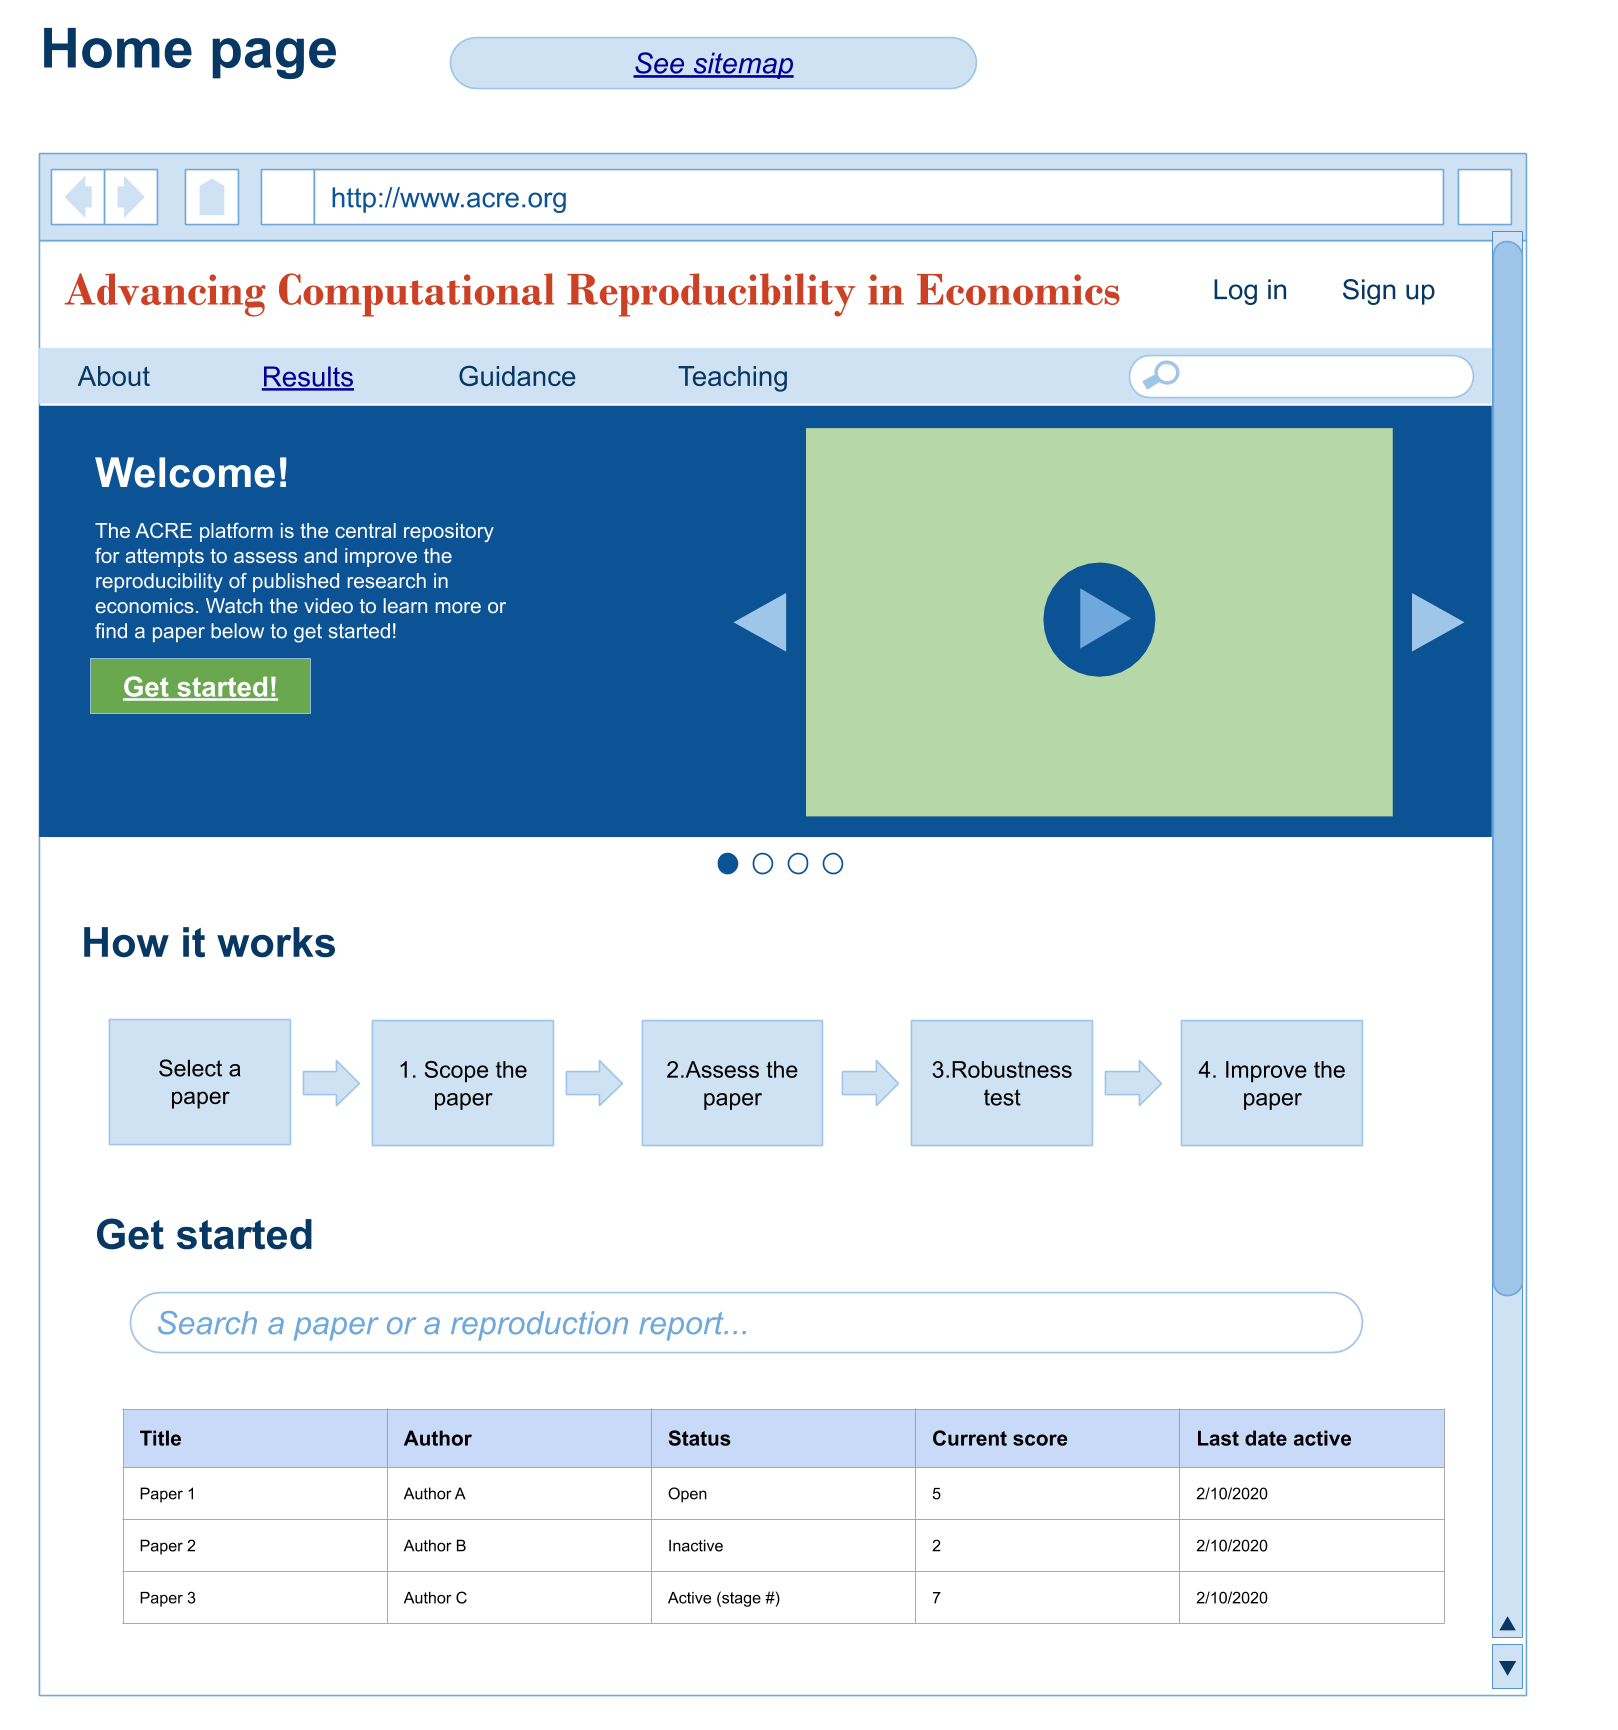 Home page
See sitemap
http://www.acre.org
Advancing Computational Reproducibility in Economics
Log in
Sign up
About
Results
Guidance
Teaching
Welcome!
The ACRE platform is the central repository
for attempts to assess and improve the
reproducibility of published research in
economics. Watch the video to learn more or
find a paper below to get started!
Get started!
How it works
Select a
paper
1. Scope the
paper
2.Assess the
paper
3.Robustness
test
4. Improve the
paper
Get started
Search a paper or a reproduction report...
Title Author Status Current score Last date active
Paper 1 Author A Open 5 2/10/2020
Paper 2 Author B Inactive 2 2/10/2020
Paper 3 Author C Active (stage #) 7 2/10/2020